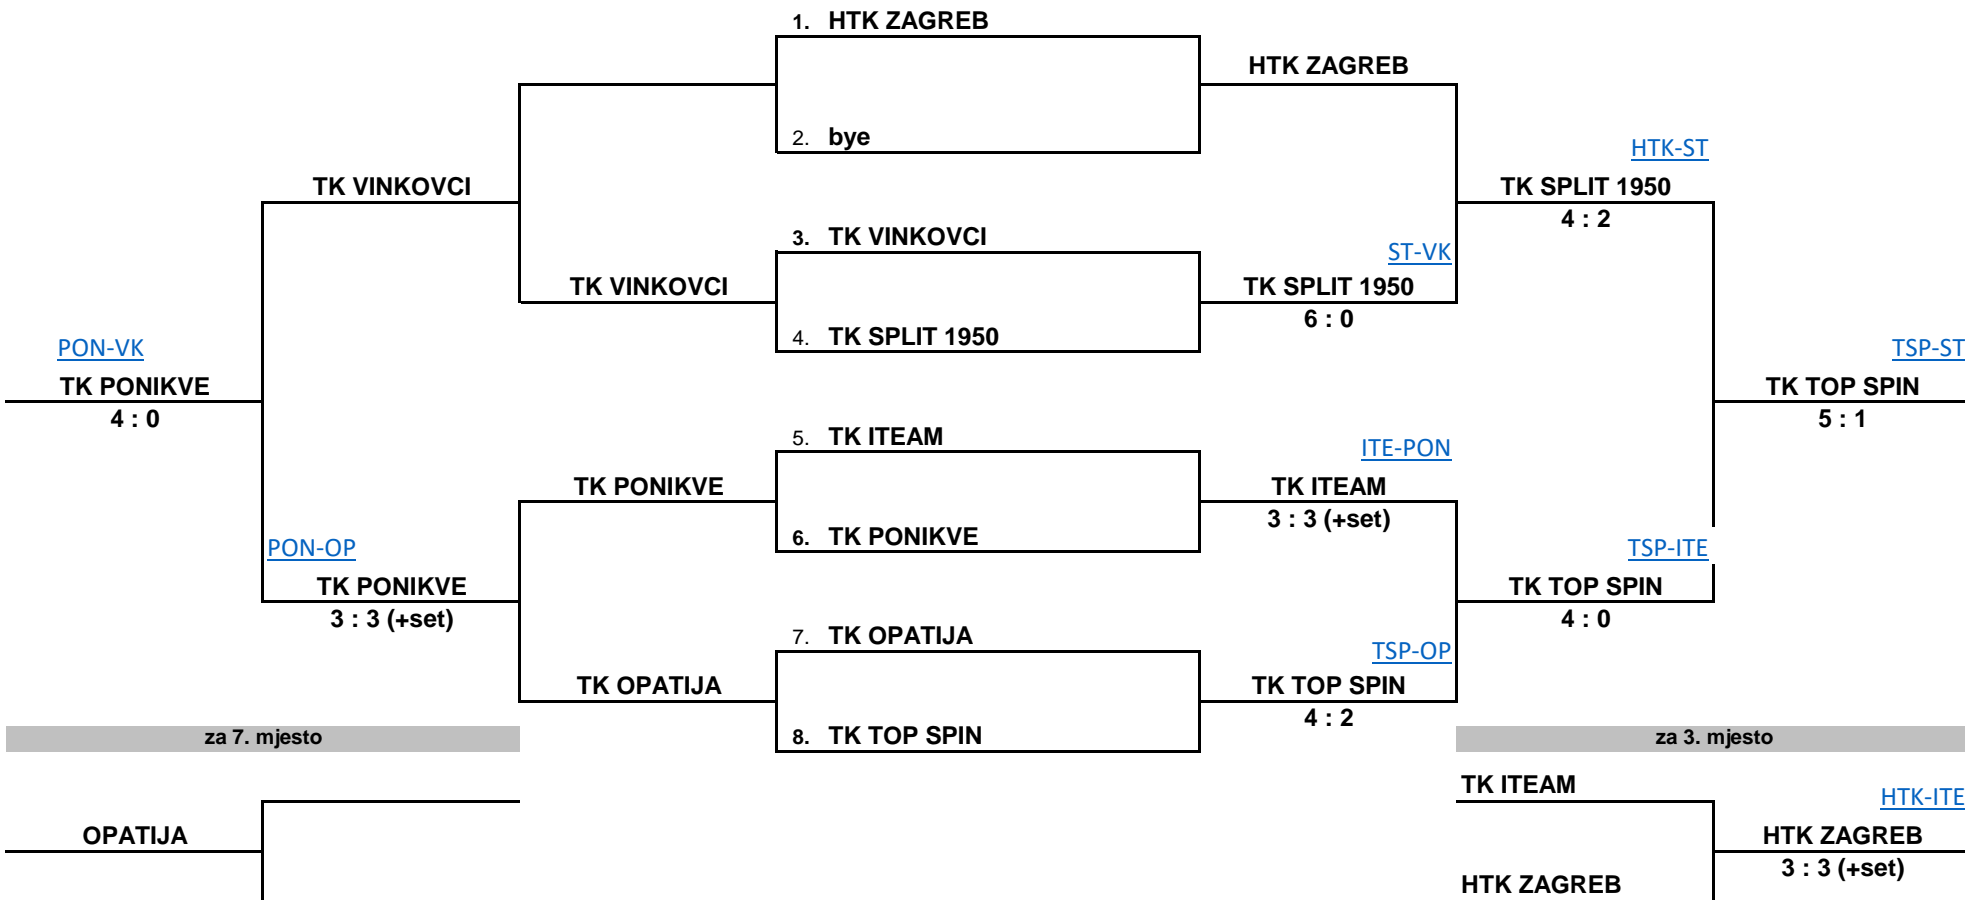 1. HTK ZAGREB
HTK ZAGREB
2. bye
HTK-ST
TK VINKOVCI
TK SPLIT 1950
4 : 2
3. TK VINKOVCI
ST-VK
TK VINKOVCI
TK SPLIT 1950
6 : 0
4. TK SPLIT 1950
PON-VK
TSP-ST
TK PONIKVE
TK TOP SPIN
4 : 0
5 : 1
5. TK ITEAM
ITE-PON
TK PONIKVE
TK ITEAM
3 : 3 (+set)
6. TK PONIKVE
PON-OP
TSP-ITE
TK PONIKVE
TK TOP SPIN
3 : 3 (+set)
4 : 0
7. TK OPATIJA
TSP-OP
TK OPATIJA
TK TOP SPIN
4 : 2
za 7. mjesto
8. TK TOP SPIN
za 3. mjesto
TK ITEAM
HTK-ITE
OPATIJA
HTK ZAGREB
3 : 3 (+set)
HTK ZAGREB